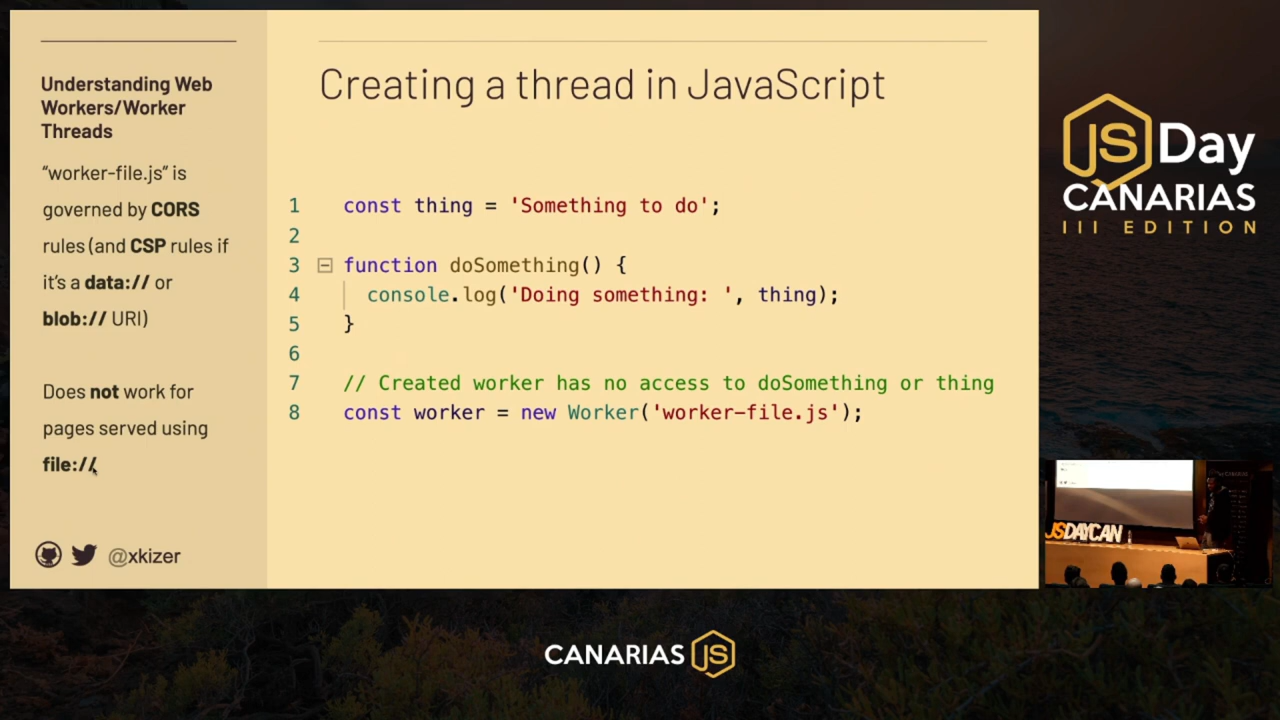 Understanding Web
Workers/Worker
Threads
“worker-file.js” is
governed by CORS
rules (and CSP rules if
it’s a data:// or
blob:// URI)
Does not work for
pages served using
file://
@xkizer
Creating a thread in JavaScript
1 const thing = 'Something to do';
2
3 function doSomething() {
4 console.log('Doing something: ', thing);
5 }
6
7 // Created worker has no access to doSomething or thing
8 const worker = new Worker('worker-file.js');
JS Day
CANARIAS
III EDITION
JSDAYCAN
CANARIAS JS